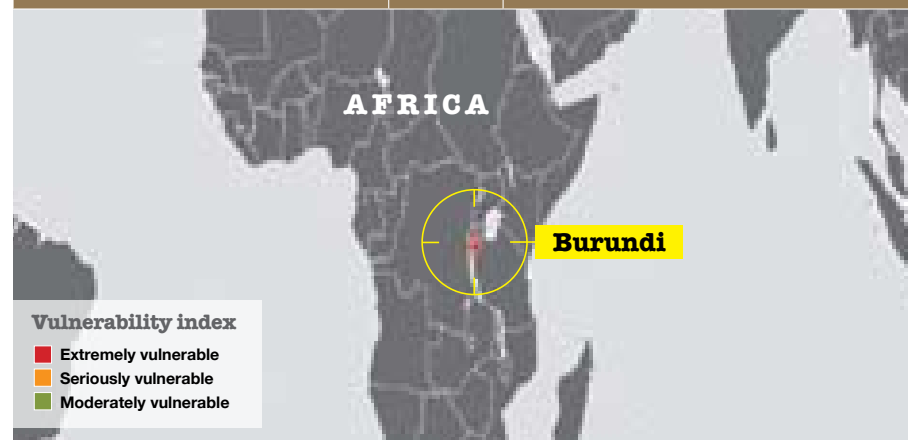 AFRICA
Burundi
Vulnerability index
Extremely vulnerable
Seriously vulnerable
Moderately vulnerable